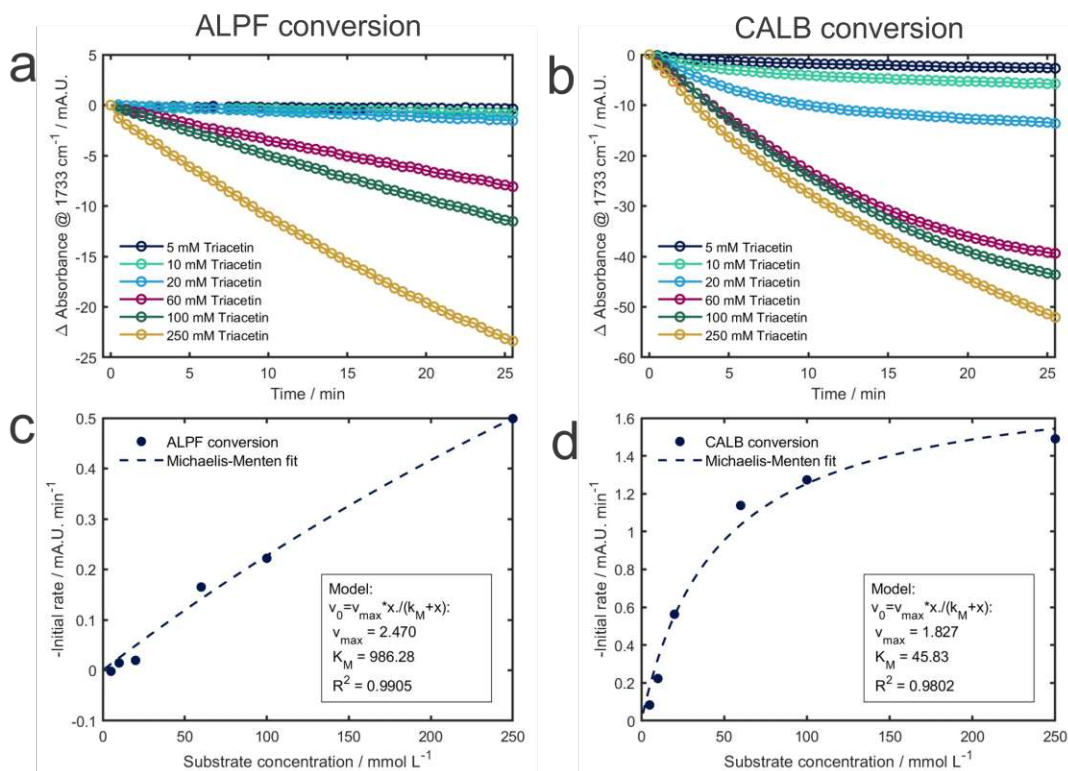 ALPF conversion
CALB conversion
a
5
0
-5
-10
-15
-20
-25
Δ Absorbance @ 1733 cm⁻¹ / mA.U.
5 mM Triacetin
10 mM Triacetin
20 mM Triacetin
60 mM Triacetin
100 mM Triacetin
250 mM Triacetin
0 5 10 15 20 25
Time / min
b
0
-10
-20
-30
-40
-50
-60
Δ Absorbance @ 1733 cm⁻¹ / mA.U.
5 mM Triacetin
10 mM Triacetin
20 mM Triacetin
60 mM Triacetin
100 mM Triacetin
250 mM Triacetin
0 5 10 15 20 25
Time / min
c
0.5
0.4
0.3
0.2
0.1
0
-0.1
-Initial rate / mA.U. min⁻¹
ALPF conversion
Michaelis-Menten fit
Model:
v₀=vₘₐₓ*x./(k_M+x):
vₘₐₓ = 2.470
K_M = 986.28
R² = 0.9905
0 50 100 150 200 250
Substrate concentration / mmol L⁻¹
d
1.6
1.4
1.2
1
0.8
0.6
0.4
0.2
0
-Initial rate / mA.U. min⁻¹
CALB conversion
Michaelis-Menten fit
Model:
v₀=vₘₐₓ*x./(k_M+x):
vₘₐₓ = 1.827
K_M = 45.83
R² = 0.9802
0 50 100 150 200 250
Substrate concentration / mmol L⁻¹